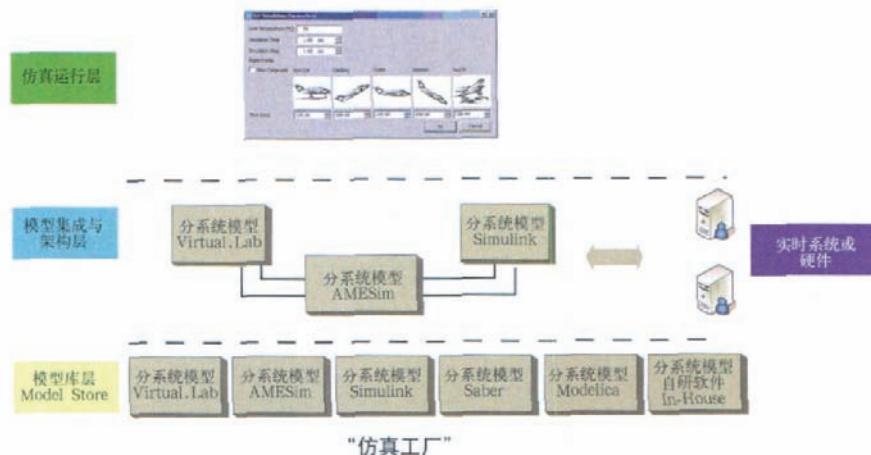 仿真运行层
模型集成与
架构层
分系统模型
Virtual.Lab
分系统模型
Simulink
分系统模型
AMESim
实时系统或
硬件
模型库层
Model Store
分系统模型
Virtual.Lab
分系统模型
AMESim
分系统模型
Simulink
分系统模型
Saber
分系统模型
Modelica
分系统模型
自研软件
In-House
“仿真工厂”